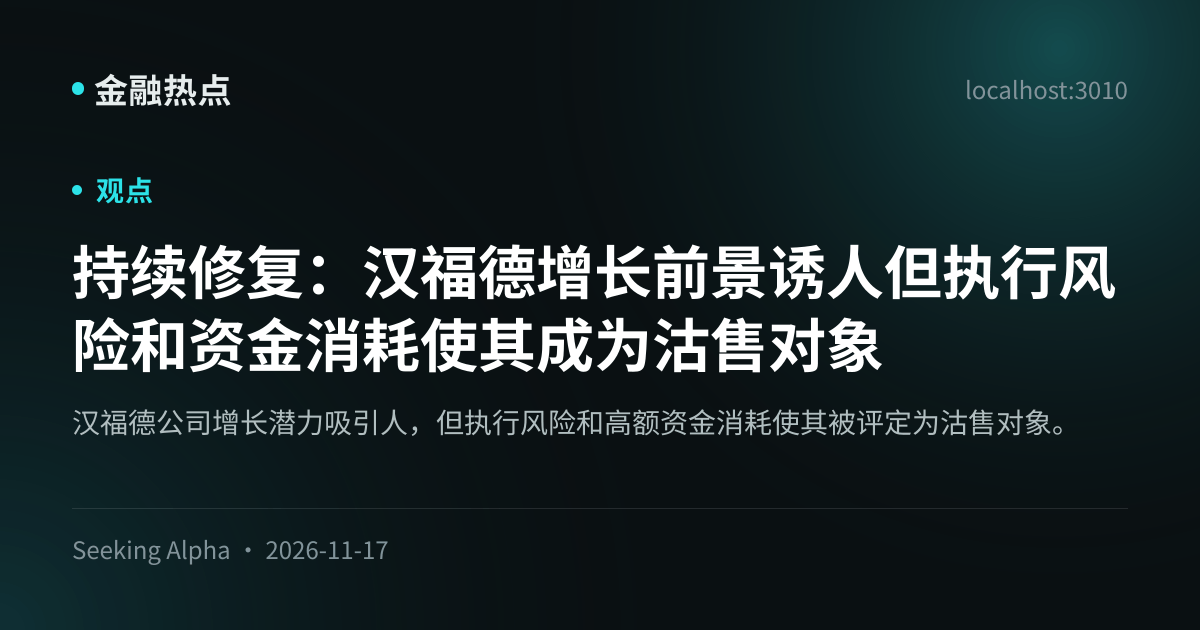 金融热点
localhost:3010
观点
持续修复：汉福德增长前景诱人但执行风
险和资金消耗使其成为沽售对象
汉福德公司增长潜力吸引人，但执行风险和高额资金消耗使其被评定为沽售对象。
Seeking Alpha · 2026-11-17